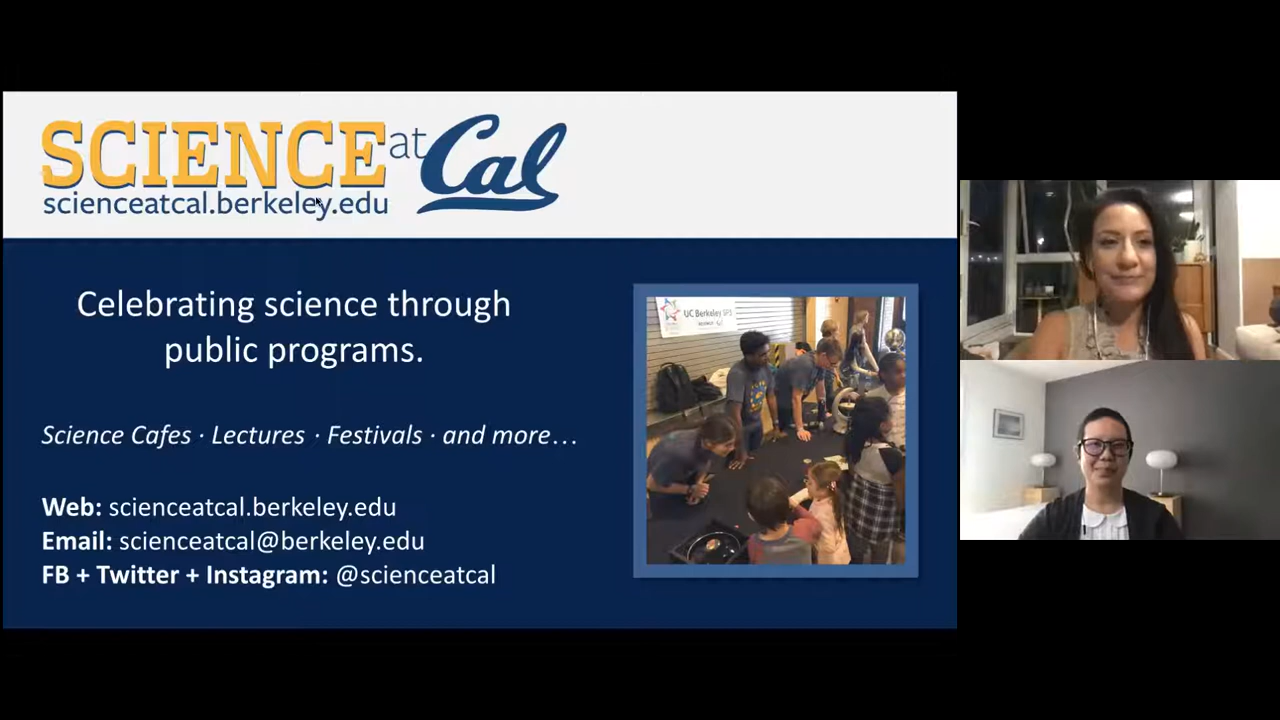 SCIENCE at Cal
scienceatcal.berkeley.edu
Celebrating science through
public programs.
Science Cafes · Lectures · Festivals · and more…
Web: scienceatcal.berkeley.edu
Email: scienceatcal@berkeley.edu
FB + Twitter + Instagram: @scienceatcal
UC Berkeley